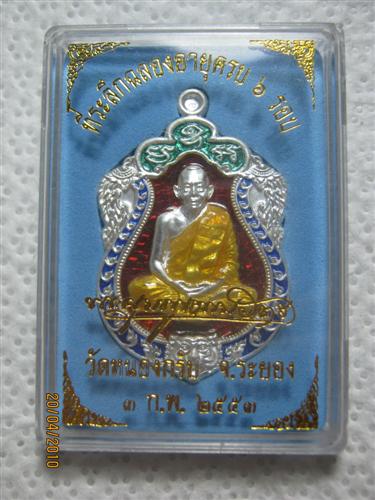 ที่ระลึกฉลองอายุครบ ๖ รอบ
วัดหนองกรับ จ.ระยอง
๓ ก.พ. ๒๕๕๓
20/04/2010